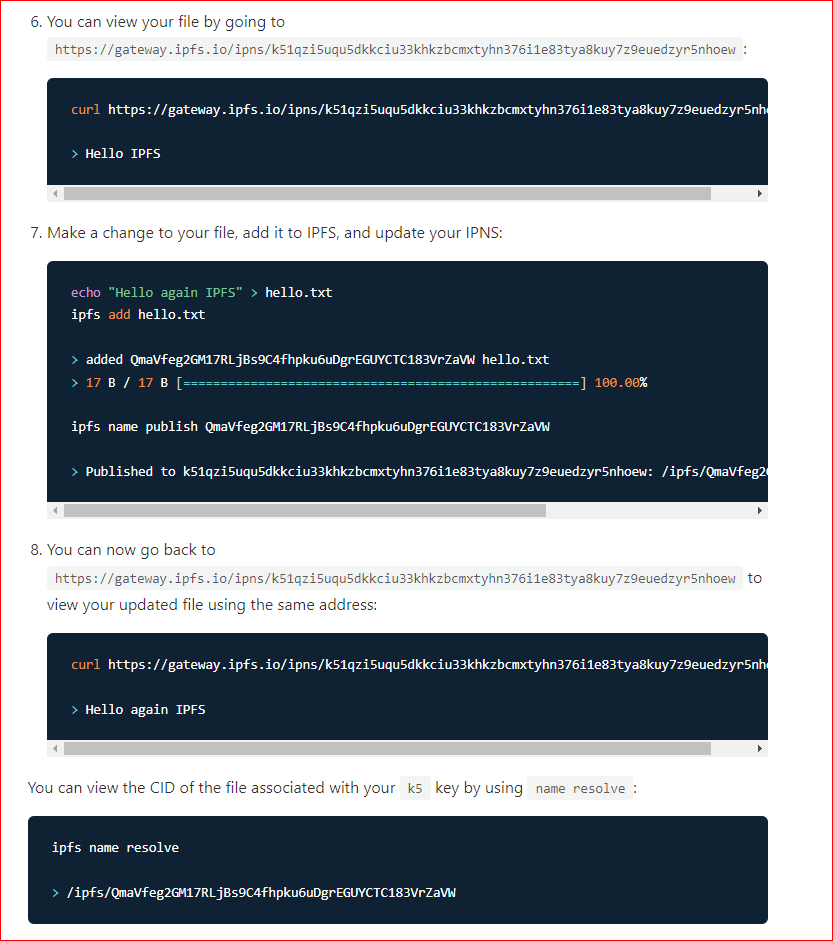 6. You can view your file by going to
https://gateway.ipfs.io/ipns/k51qzi5uqu5dkkciu33khkzbcmxtyhn376i1e83tya8kuy7z9euedzyr5nhoew :
curl https://gateway.ipfs.io/ipns/k51qzi5uqu5dkkciu33khkzbcmxtyhn376i1e83tya8kuy7z9euedzyr5nho
> Hello IPFS
7. Make a change to your file, add it to IPFS, and update your IPNS:
echo "Hello again IPFS" > hello.txt
ipfs add hello.txt
> added QmaVfeg2GM17RLjBs9C4fhpku6uDgrEGUYCTC183VrZaVW hello.txt
> 17 B / 17 B [=====================================================] 100.00%
ipfs name publish QmaVfeg2GM17RLjBs9C4fhpku6uDgrEGUYCTC183VrZaVW
> Published to k51qzi5uqu5dkkciu33khkzbcmxtyhn376i1e83tya8kuy7z9euedzyr5nhoew: /ipfs/QmaVfeg2
8. You can now go back to
https://gateway.ipfs.io/ipns/k51qzi5uqu5dkkciu33khkzbcmxtyhn376i1e83tya8kuy7z9euedzyr5nhoew to
view your updated file using the same address:
curl https://gateway.ipfs.io/ipns/k51qzi5uqu5dkkciu33khkzbcmxtyhn376i1e83tya8kuy7z9euedzyr5nho
> Hello again IPFS
You can view the CID of the file associated with your k5 key by using name resolve :
ipfs name resolve
> /ipfs/QmaVfeg2GM17RLjBs9C4fhpku6uDgrEGUYCTC183VrZaVW